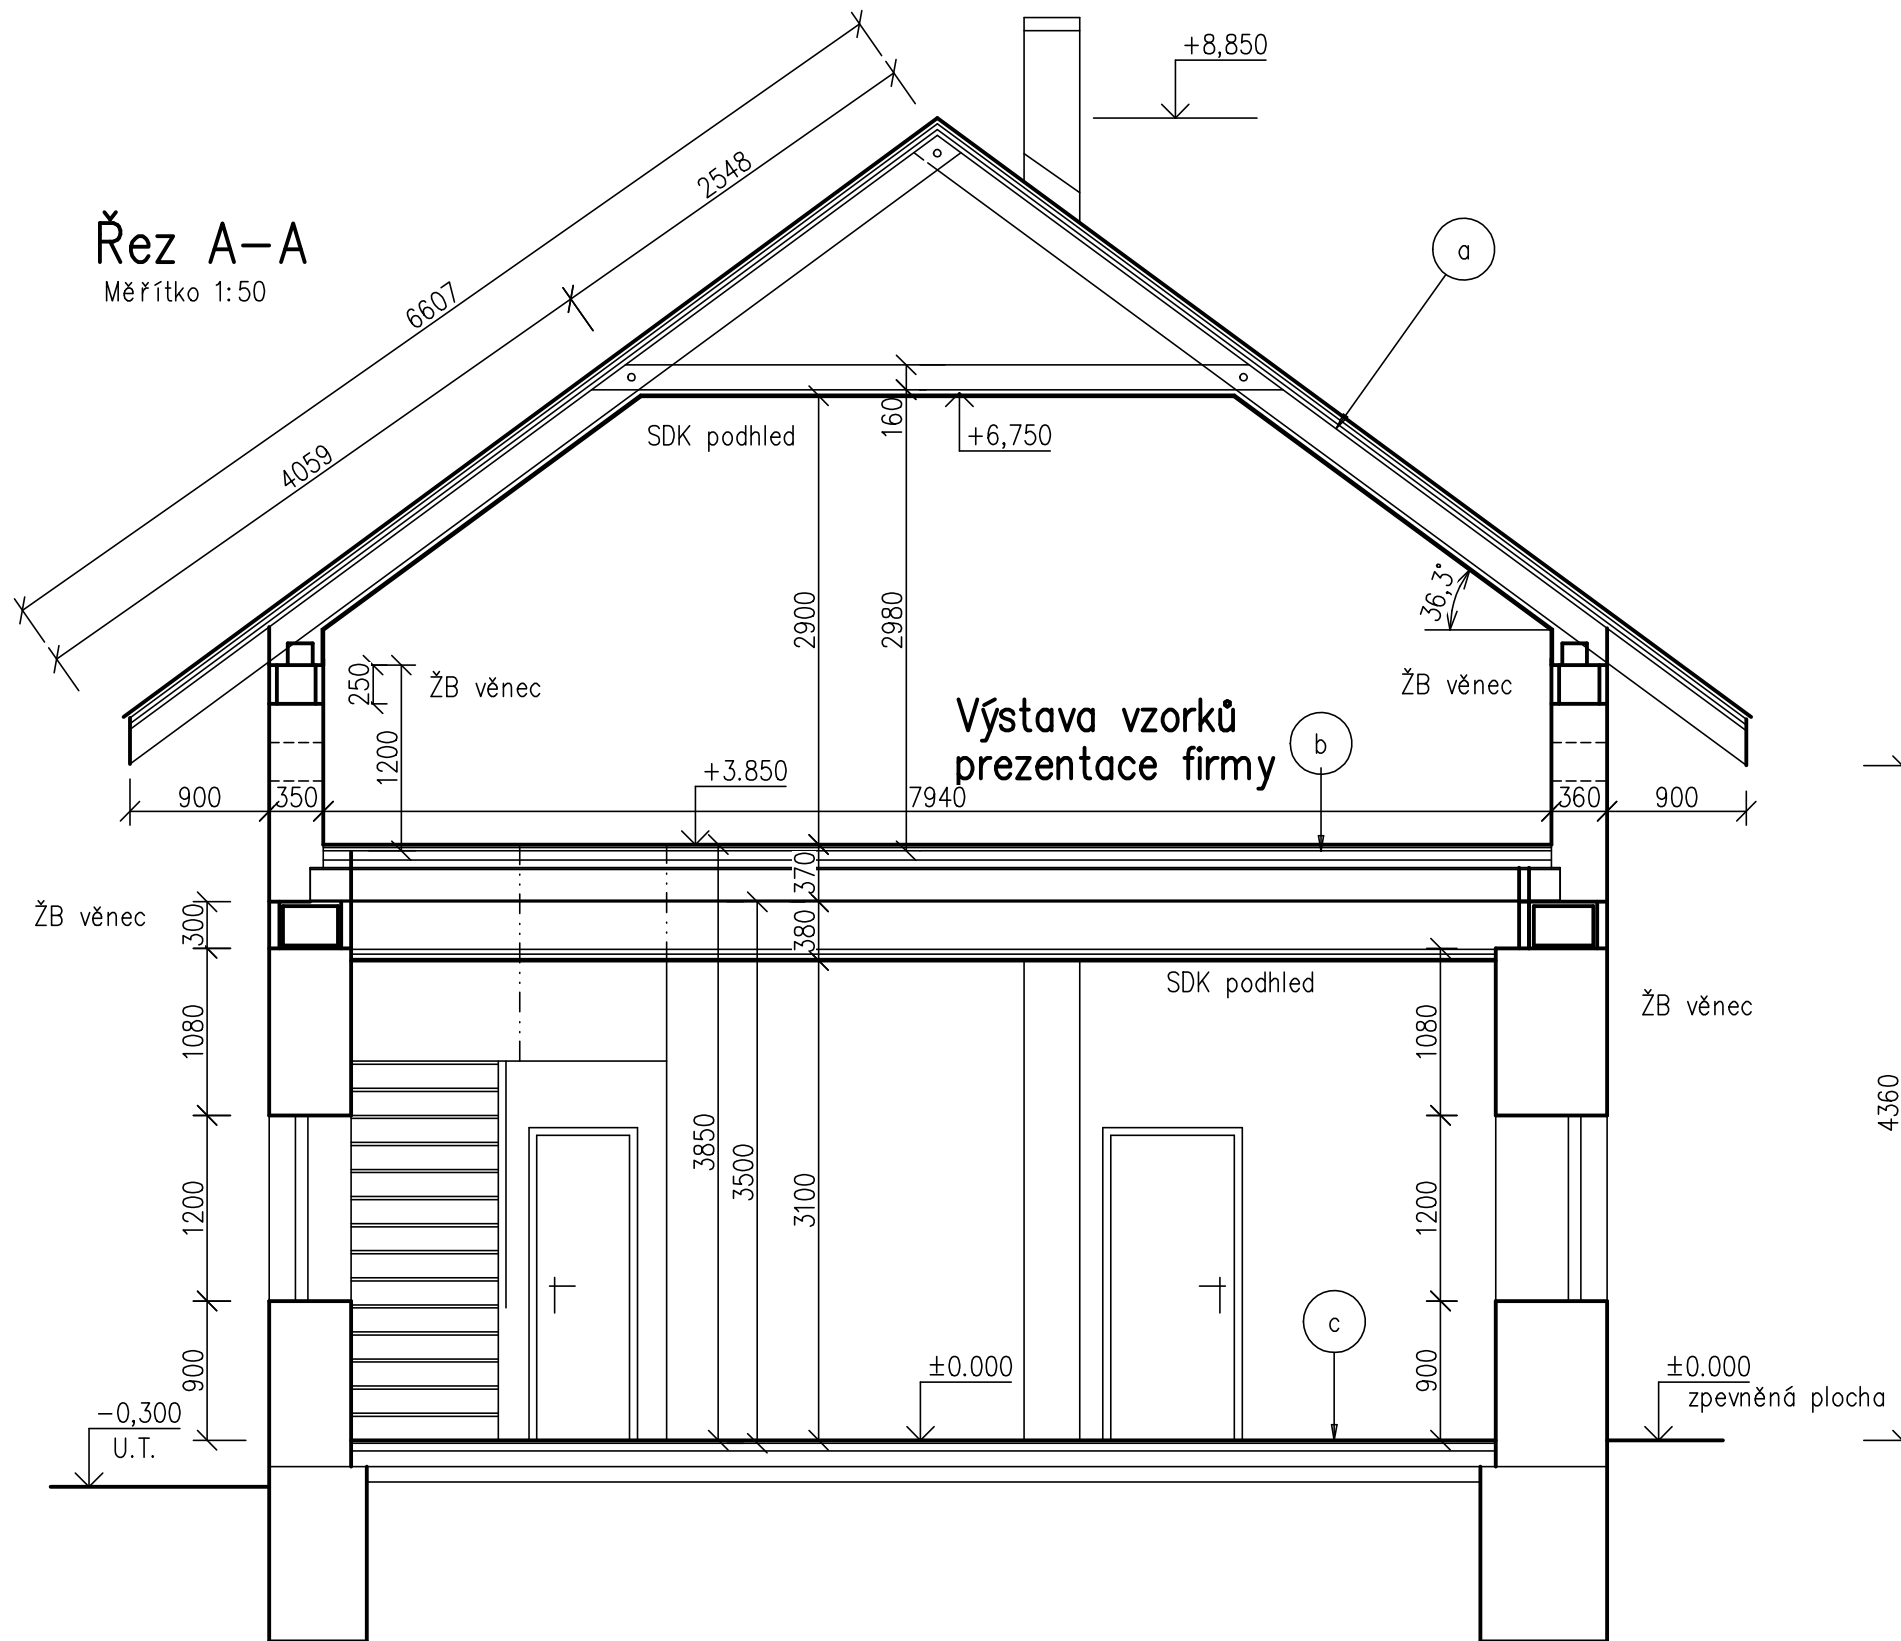 +8,850
2548
Řez A-A
Měřítko 1:50
a
6607
160
SDK podhled
+6,750
4059
36,3°
2900
2980
250
ŽB věnec
ŽB věnec
Výstava vzorků
prezentace firmy
b
1200
+3.850
900
350
7940
360
900
370
ŽB věnec
300
380
SDK podhled
ŽB věnec
1080
1080
4360
3850
3500
3100
1200
1200
c
900
900
±0.000
±0.000
zpevněná plocha
-0,300
U.T.